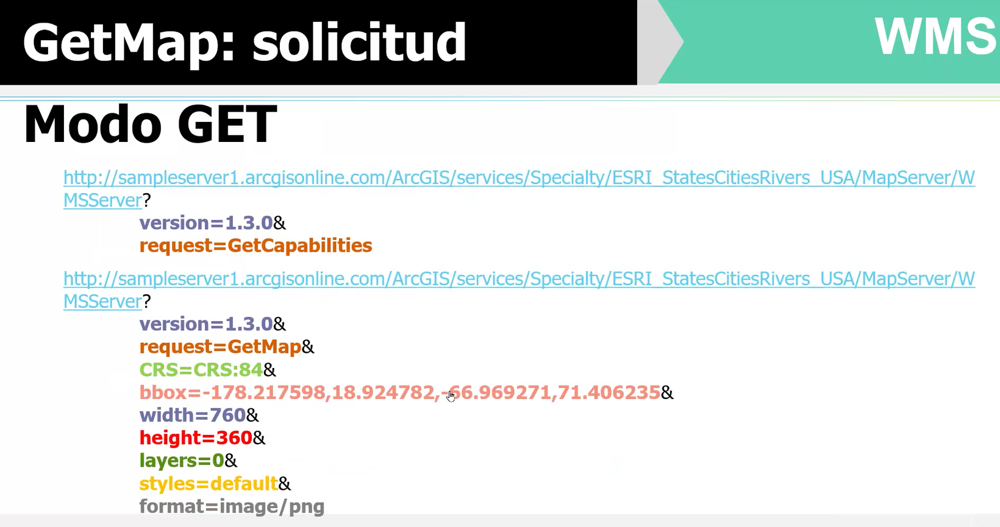 GetMap: solicitud
WMS
Modo GET
http://sampleserver1.arcgisonline.com/ArcGIS/services/Specialty/ESRI_StatesCitiesRivers_USA/MapServer/W
MSServer?
version=1.3.0&
request=GetCapabilities
http://sampleserver1.arcgisonline.com/ArcGIS/services/Specialty/ESRI_StatesCitiesRivers_USA/MapServer/W
MSServer?
version=1.3.0&
request=GetMap&
CRS=CRS:84&
bbox=-178.217598,18.924782,-66.969271,71.406235&
width=760&
height=360&
layers=0&
styles=default&
format=image/png